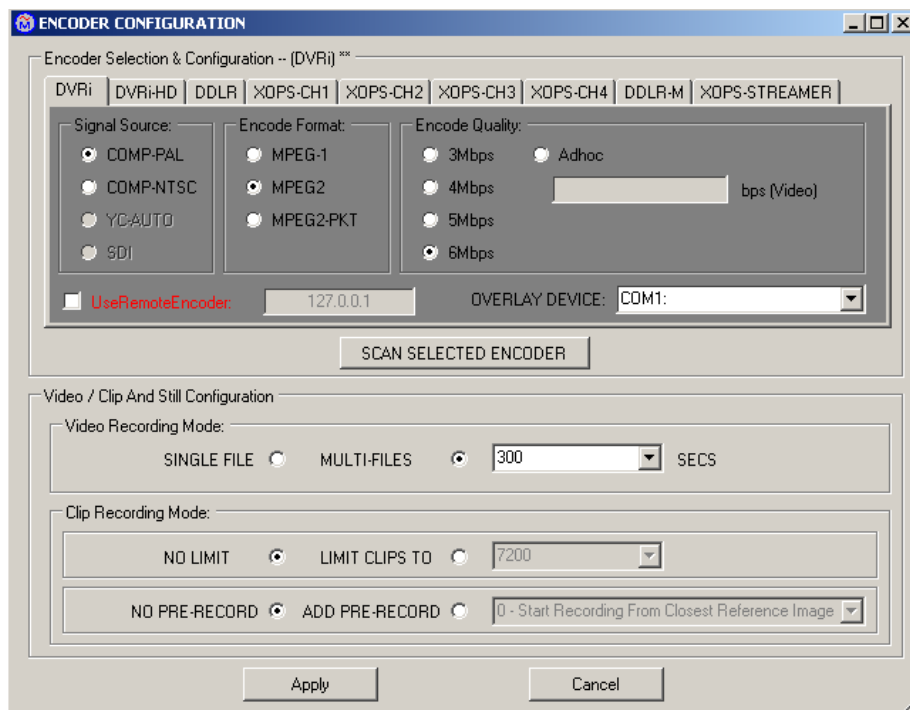 ENCODER CONFIGURATION
Encoder Selection & Configuration -- (DVRi) **
DVRi DVRi-HD DDLR XOPS-CH1 XOPS-CH2 XOPS-CH3 XOPS-CH4 DDLR-M XOPS-STREAMER
Signal Source: Encode Format: Encode Quality:
COMP-PAL MPEG-1 3Mbps Adhoc
COMP-NTSC MPEG2 4Mbps bps (Video)
YC-AUTO MPEG2-PKT 5Mbps
SDI 6Mbps
UseRemoteEncoder: 127.0.0.1 OVERLAY DEVICE: COM1:
SCAN SELECTED ENCODER
Video / Clip And Still Configuration
Video Recording Mode:
SINGLE FILE MULTI-FILES 300 SECS
Clip Recording Mode:
NO LIMIT LIMIT CLIPS TO 7200
NO PRE-RECORD ADD PRE-RECORD 0 - Start Recording From Closest Reference Image
Apply Cancel